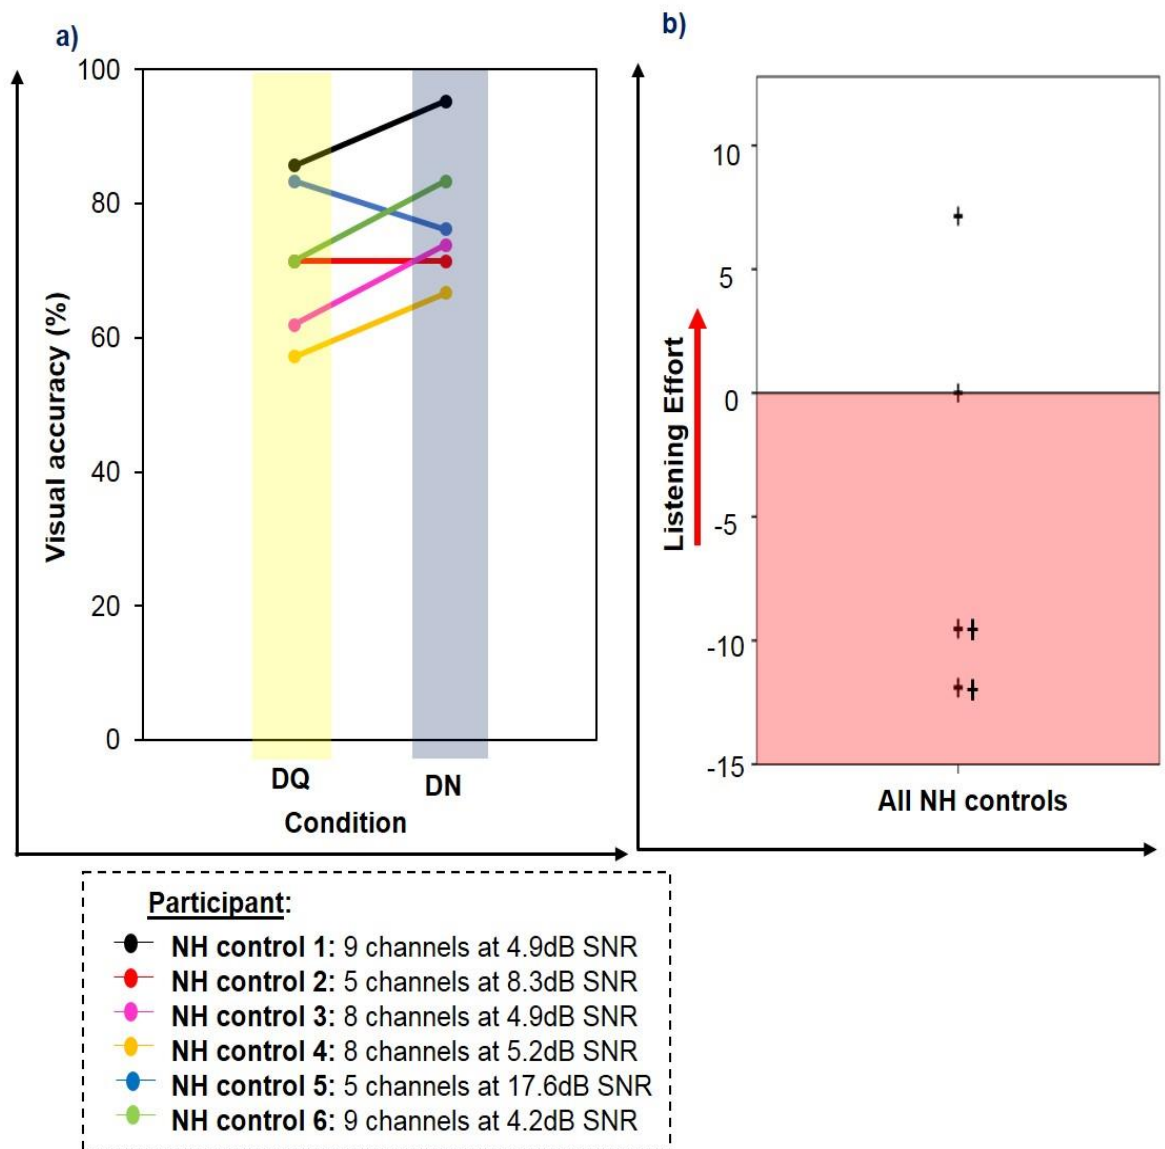 a)
100
80
60
40
20
0
Visual accuracy (%)
DQ
DN
Condition
b)
10
5
0
-5
-10
-15
Listening Effort
All NH controls
Participant:
NH control 1: 9 channels at 4.9dB SNR
NH control 2: 5 channels at 8.3dB SNR
NH control 3: 8 channels at 4.9dB SNR
NH control 4: 8 channels at 5.2dB SNR
NH control 5: 5 channels at 17.6dB SNR
NH control 6: 9 channels at 4.2dB SNR